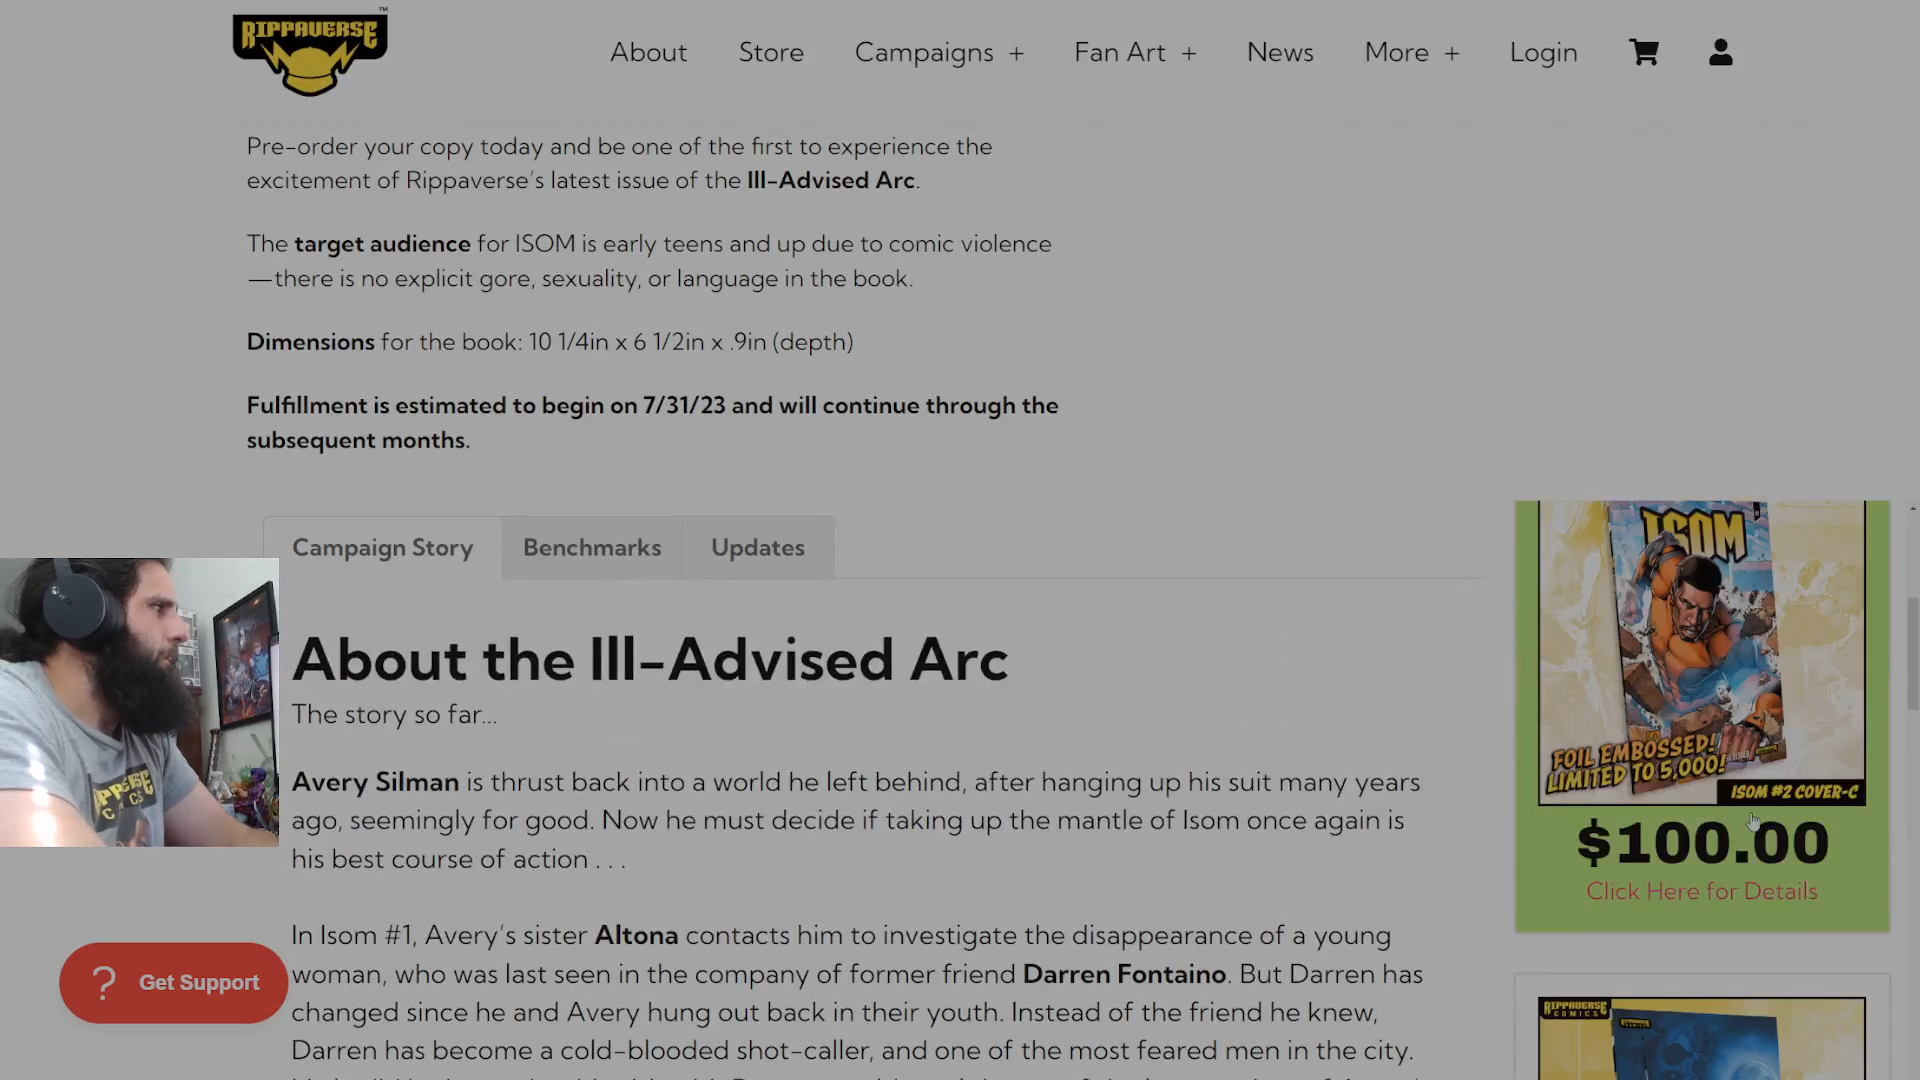 RIPPAVERSE
TM
About
Store
Campaigns +
Fan Art +
News
More +
Login
Pre-order your copy today and be one of the first to experience the
excitement of Rippaverse's latest issue of the Ill-Advised Arc.
The target audience for ISOM is early teens and up due to comic violence
—there is no explicit gore, sexuality, or language in the book.
Dimensions for the book: 10 1/4in x 6 1/2in x .9in (depth)
Fulfillment is estimated to begin on 7/31/23 and will continue through the
subsequent months.
Campaign Story
Benchmarks
Updates
About the Ill-Advised Arc
The story so far...
Avery Silman is thrust back into a world he left behind, after hanging up his suit many years
ago, seemingly for good. Now he must decide if taking up the mantle of Isom once again is
his best course of action . . .
In Isom #1, Avery's sister Altona contacts him to investigate the disappearance of a young
woman, who was last seen in the company of former friend Darren Fontaino. But Darren has
changed since he and Avery hung out back in their youth. Instead of the friend he knew,
Darren has become a cold-blooded shot-caller, and one of the most feared men in the city.
ISOM
FOIL EMBOSSED!
LIMITED TO 5,000!
ISOM #2 COVER-C
$100.00
Click Here for Details
RIPPAVERSE
COMICS
? Get Support